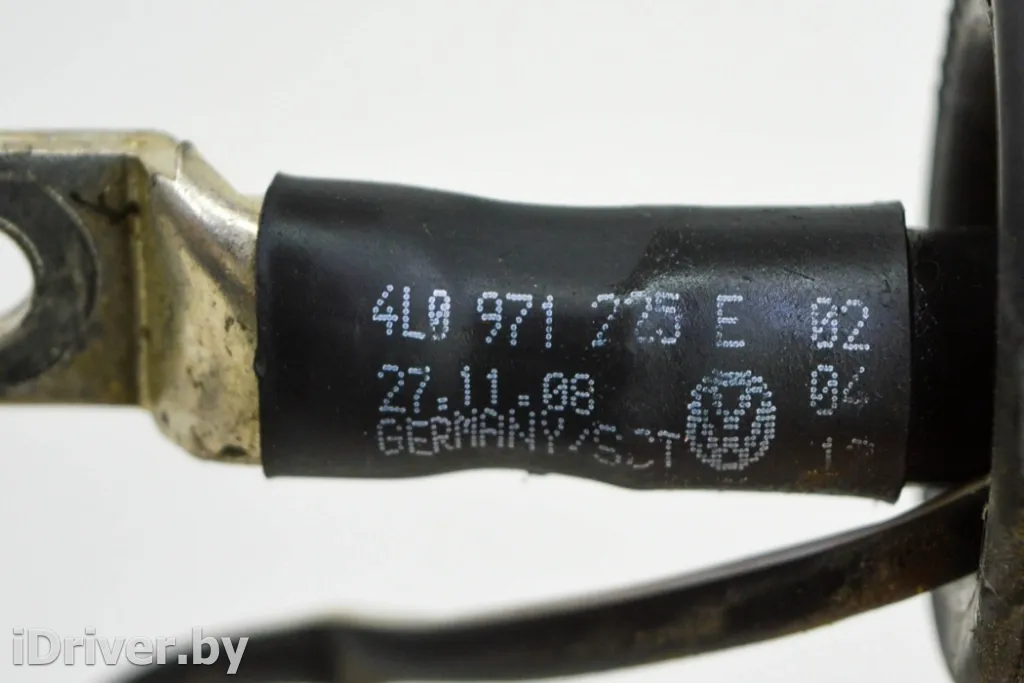 4L0 971 225 E 02
27.11.08 04
GERMANY
iDriver.by